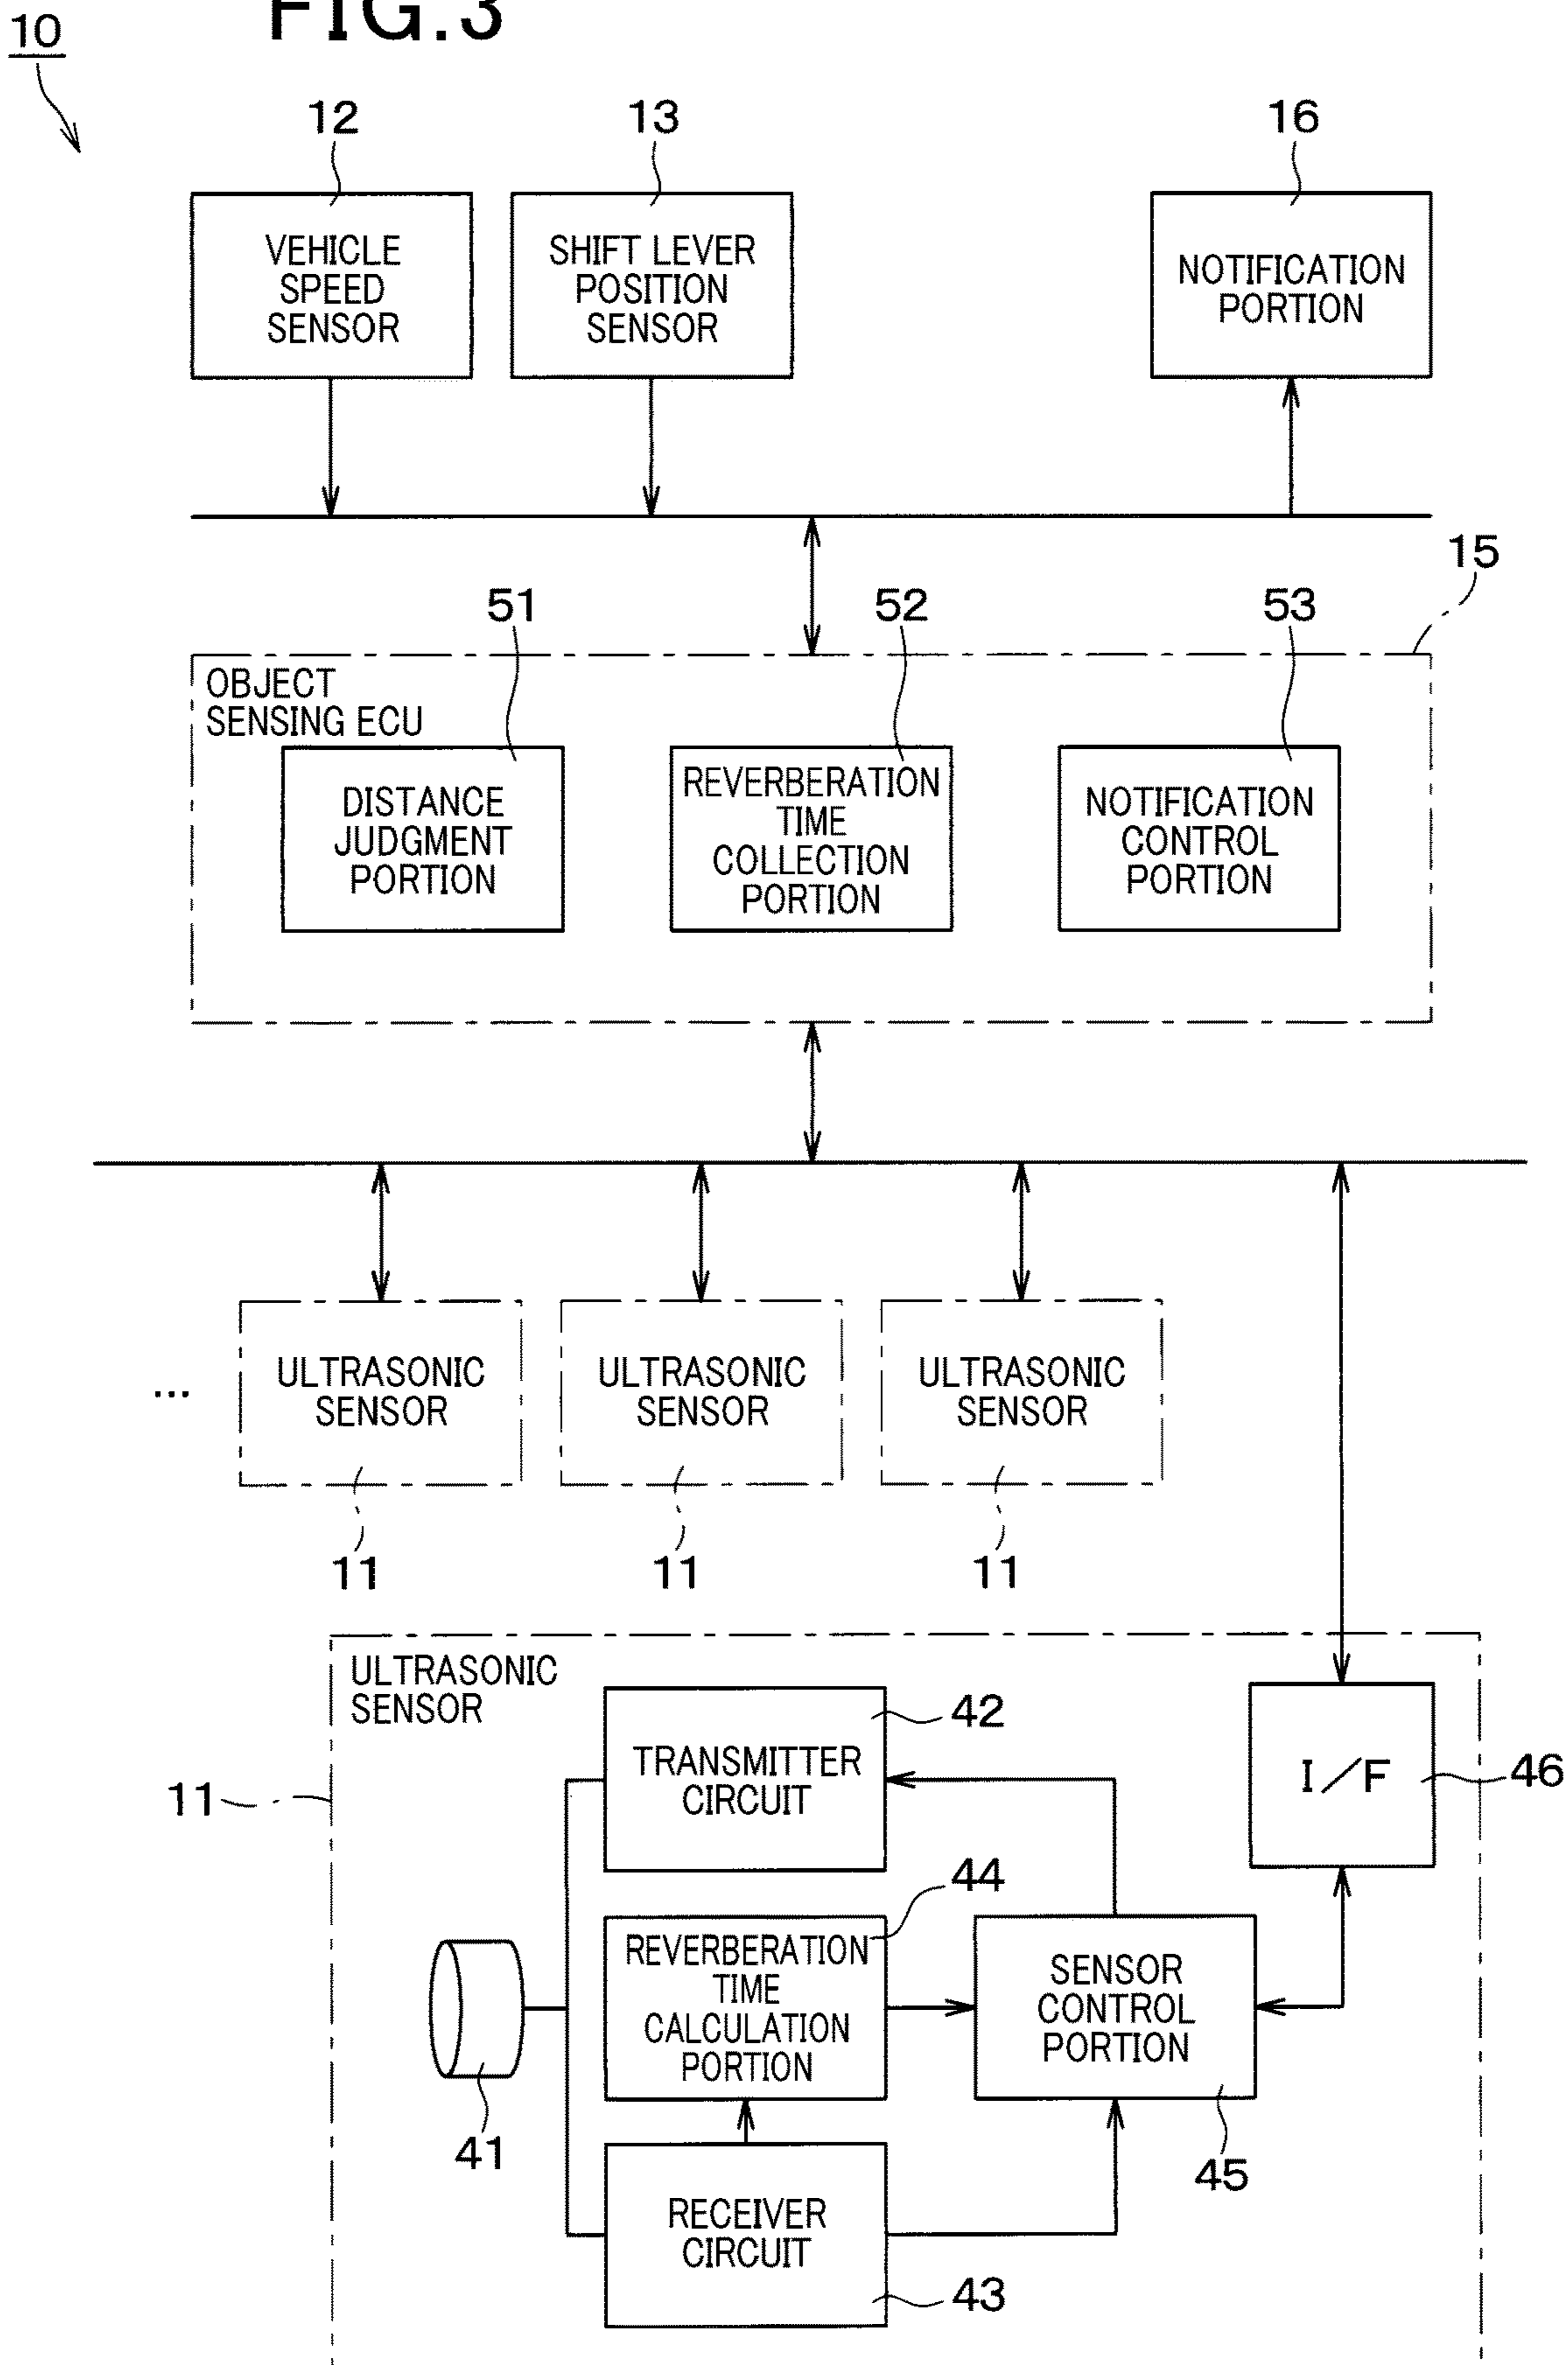 FIG.3
10
12
13
16
VEHICLE
SPEED
SENSOR
SHIFT LEVER
POSITION
SENSOR
NOTIFICATION
PORTION
15
51
52
53
OBJECT
SENSING ECU
DISTANCE
JUDGMENT
PORTION
REVERBERATION
TIME
COLLECTION
PORTION
NOTIFICATION
CONTROL
PORTION
...
ULTRASONIC
SENSOR
ULTRASONIC
SENSOR
ULTRASONIC
SENSOR
11
11
11
ULTRASONIC
SENSOR
11
42
TRANSMITTER
CIRCUIT
I/F
46
44
REVERBERATION
TIME
CALCULATION
PORTION
SENSOR
CONTROL
PORTION
41
45
RECEIVER
CIRCUIT
43